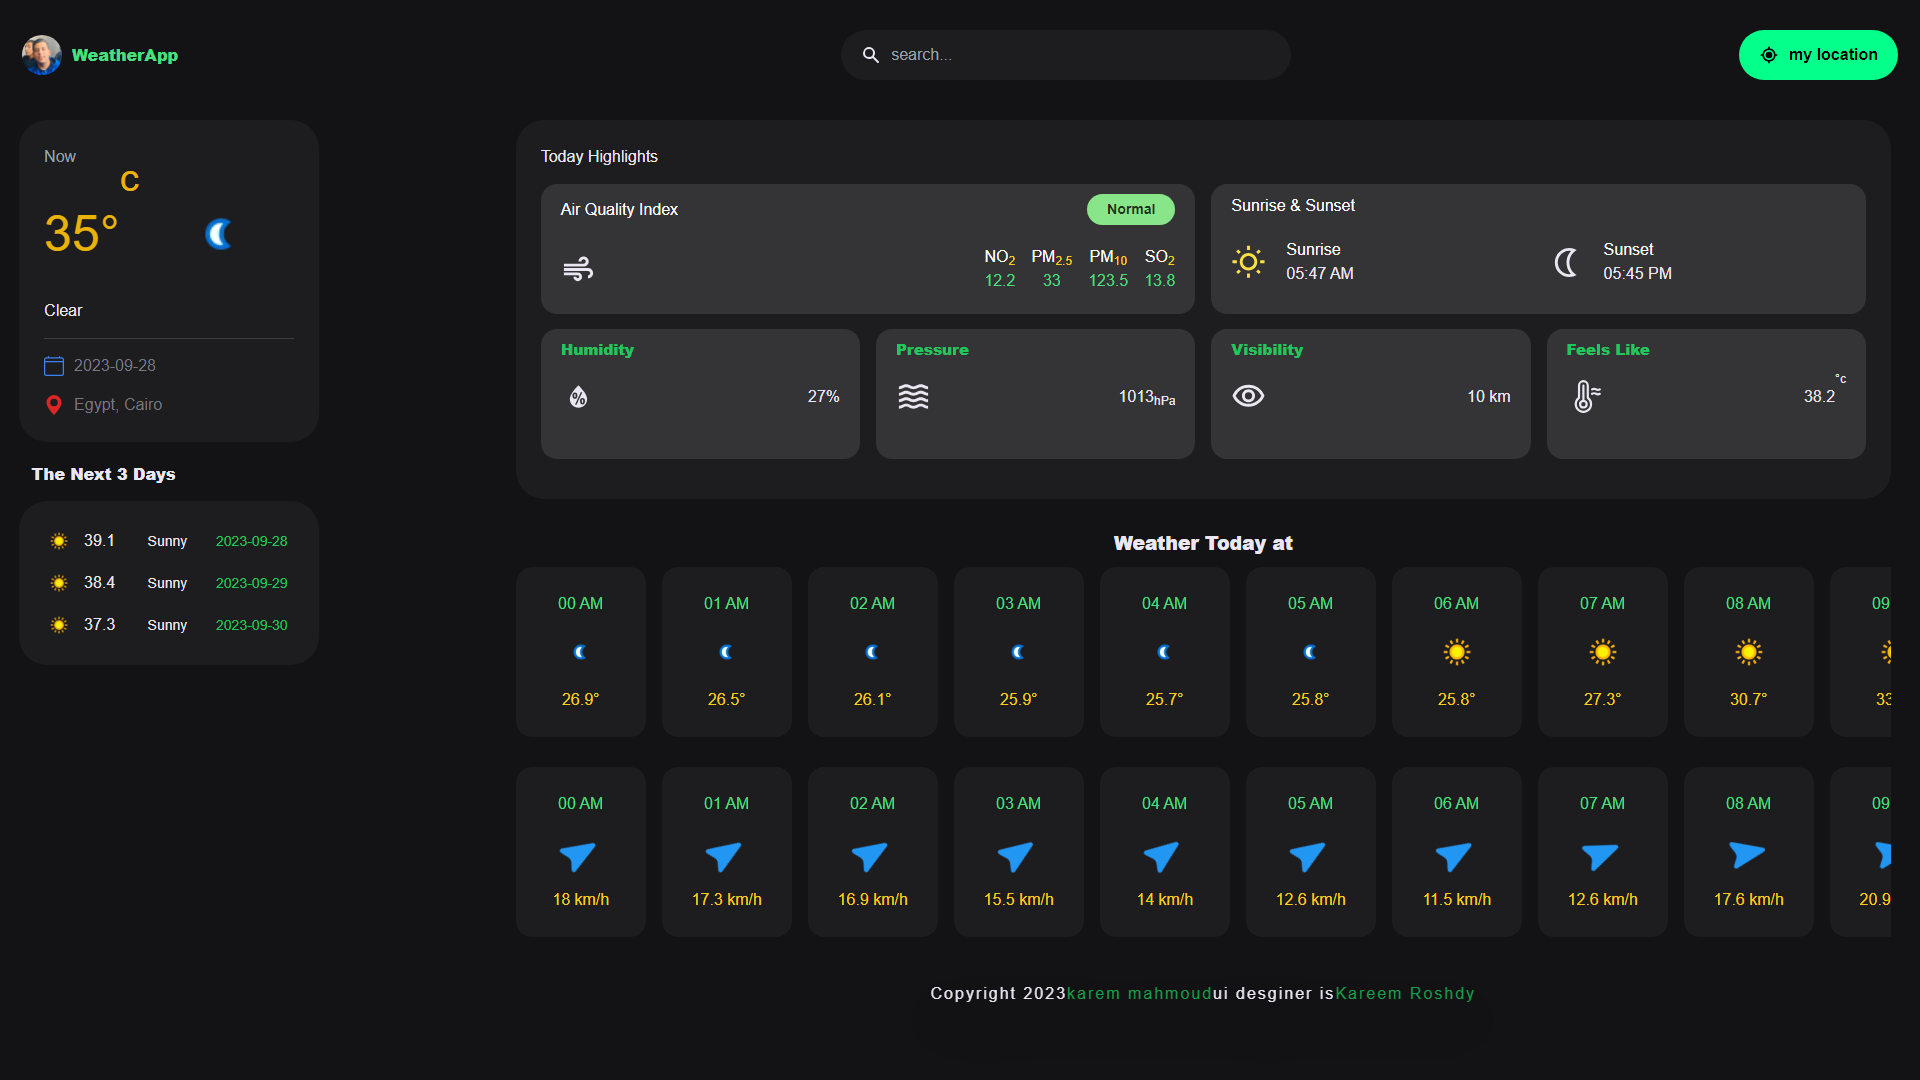 WeatherApp
search...
my location
Now
35° C
Clear
2023-09-28
Egypt, Cairo
The Next 3 Days
39.1 Sunny 2023-09-28
38.4 Sunny 2023-09-29
37.3 Sunny 2023-09-30
Today Highlights
Air Quality Index
Normal
NO2 PM2.5 PM10 SO2
12.2 33 123.5 13.8
Sunrise & Sunset
Sunrise
05:47 AM
Sunset
05:45 PM
Humidity
27%
Pressure
1013hPa
Visibility
10 km
Feels Like
38.2 °c
Weather Today at
00 AM 01 AM 02 AM 03 AM 04 AM 05 AM 06 AM 07 AM 08 AM 09
26.9° 26.5° 26.1° 25.9° 25.7° 25.8° 25.8° 27.3° 30.7° 33
00 AM 01 AM 02 AM 03 AM 04 AM 05 AM 06 AM 07 AM 08 AM 09
18 km/h 17.3 km/h 16.9 km/h 15.5 km/h 14 km/h 12.6 km/h 11.5 km/h 12.6 km/h 17.6 km/h 20.9
Copyright 2023karem mahmoudui desginer isKareem Roshdy